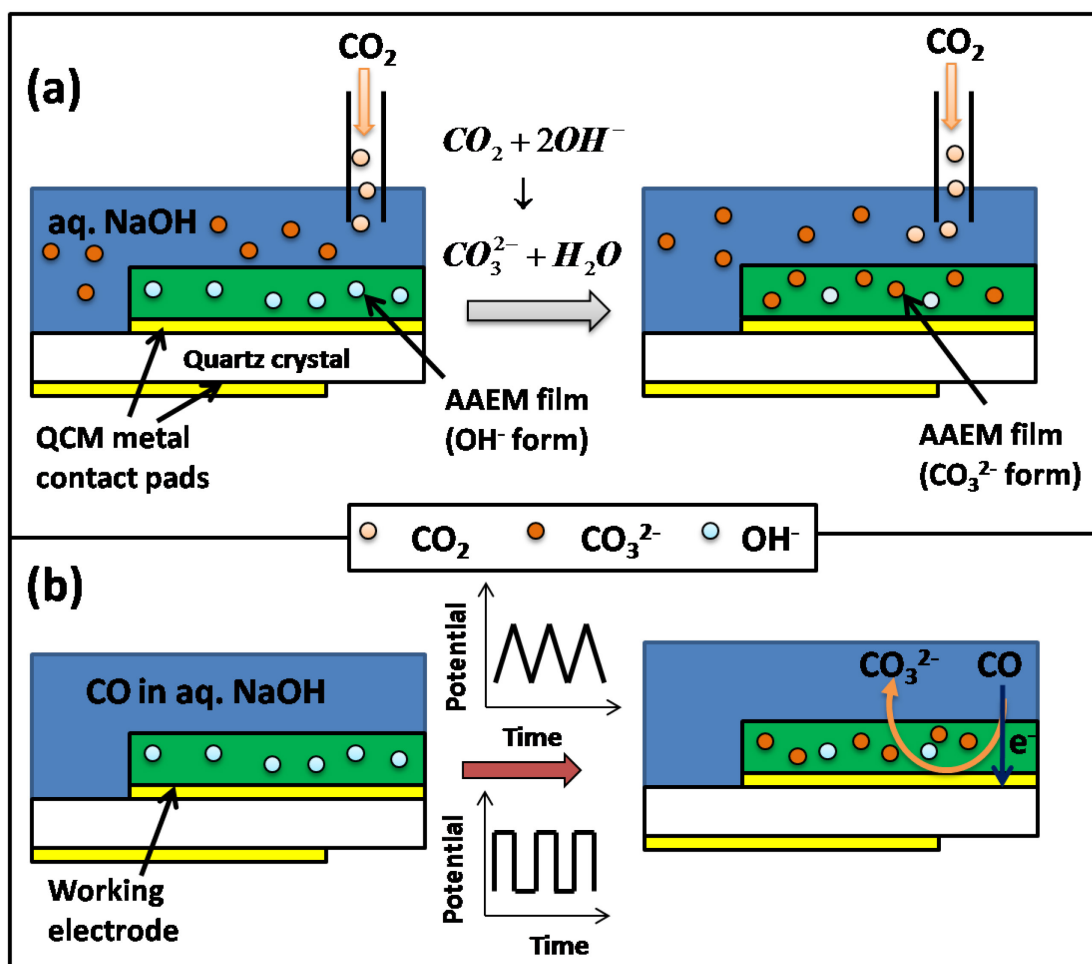 (a)
CO₂
CO₂
CO₂ + 2OH⁻
↓
CO₃²⁻ + H₂O
aq. NaOH
Quartz crystal
QCM metal
contact pads
AAEM film
(OH⁻ form)
AAEM film
(CO₃²⁻ form)
CO₂ CO₃²⁻ OH⁻
(b)
CO in aq. NaOH
Working
electrode
Potential
Time
Potential
Time
CO₃²⁻ CO
e⁻